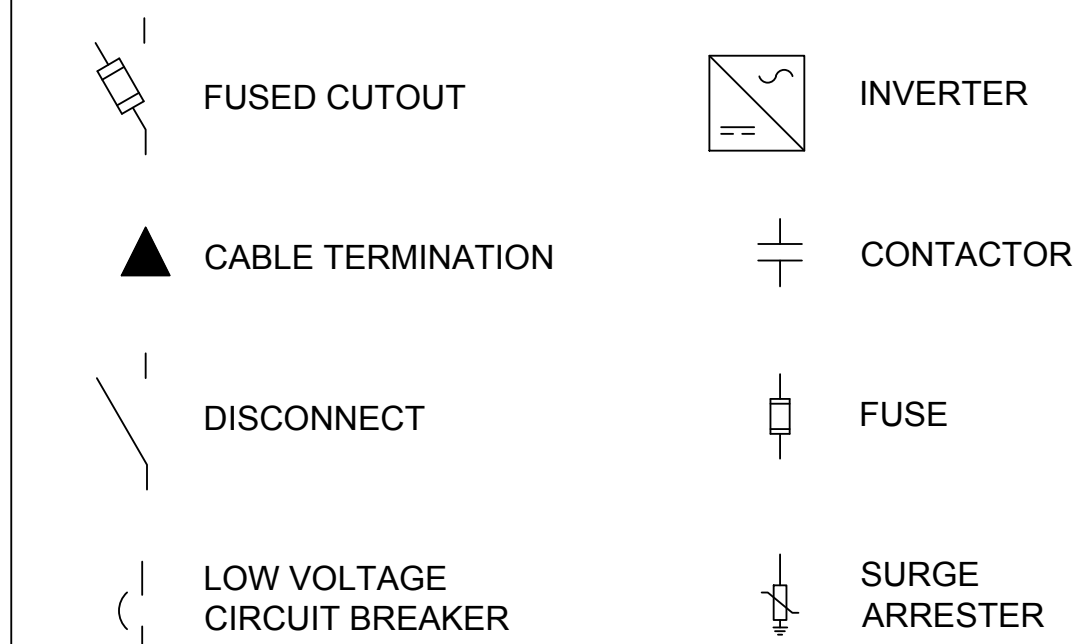 FUSED CUTOUT
INVERTER
CABLE TERMINATION
CONTACTOR
DISCONNECT
FUSE
LOW VOLTAGE
CIRCUIT BREAKER
SURGE
ARRESTER